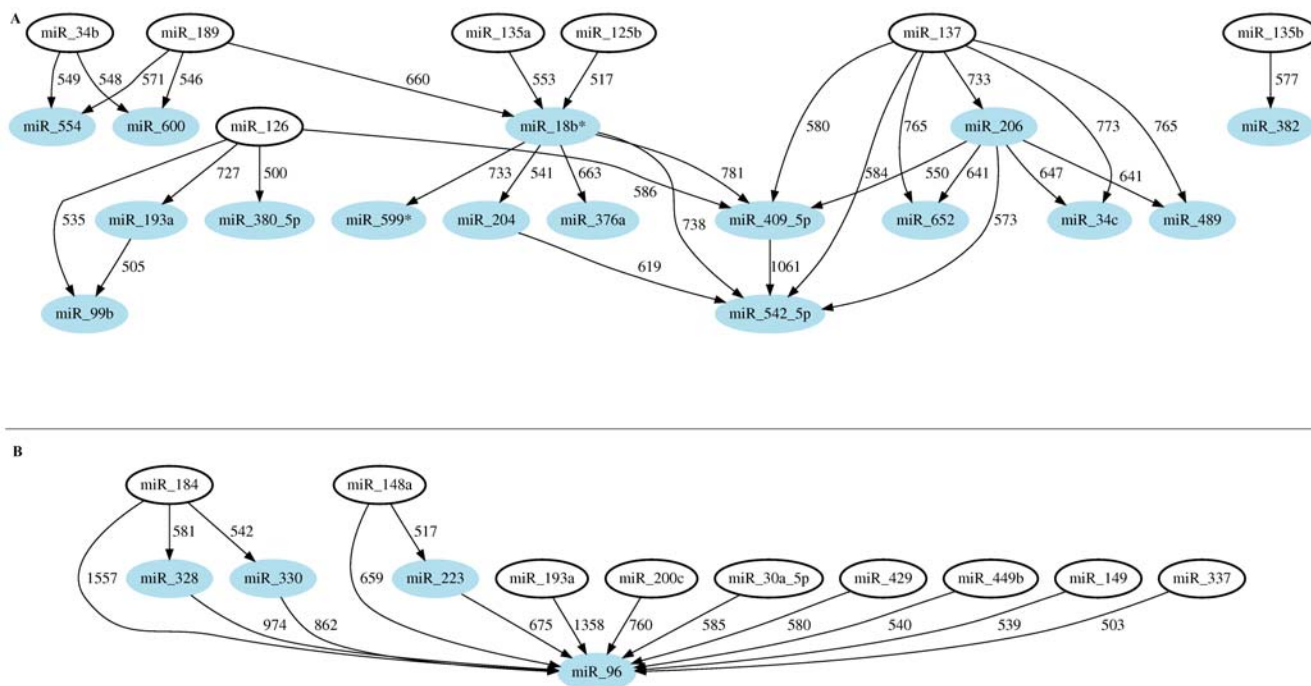 A
miR_34b miR_189 miR_135a miR_125b miR_137 miR_135b
549 548 571 546 660 553 517 733 577
miR_554 miR_600 miR_126 miR_18b* 580 765 miR_206 773 765 miR_382
727 500 733 541 663 781 584 550 641 647 641
535 586
miR_193a miR_380_5p miR_599* miR_204 miR_376a miR_409_5p miR_652 miR_34c miR_489
738 573
505 619 1061
miR_99b miR_542_5p
B
miR_184 miR_148a
581 542 517
1557 miR_328 miR_330 659 miR_223 miR_193a miR_200c miR_30a_5p miR_429 miR_449b miR_149 miR_337
974 862 675 1358 760 585 580 540 539 503
miR_96